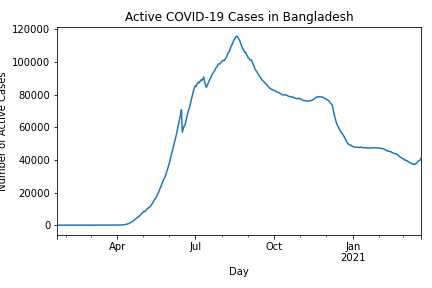 Active COVID-19 Cases in Bangladesh
Number of Active Cases
120000
100000
80000
60000
40000
20000
0
Apr
Jul
Oct
Jan
2021
Day